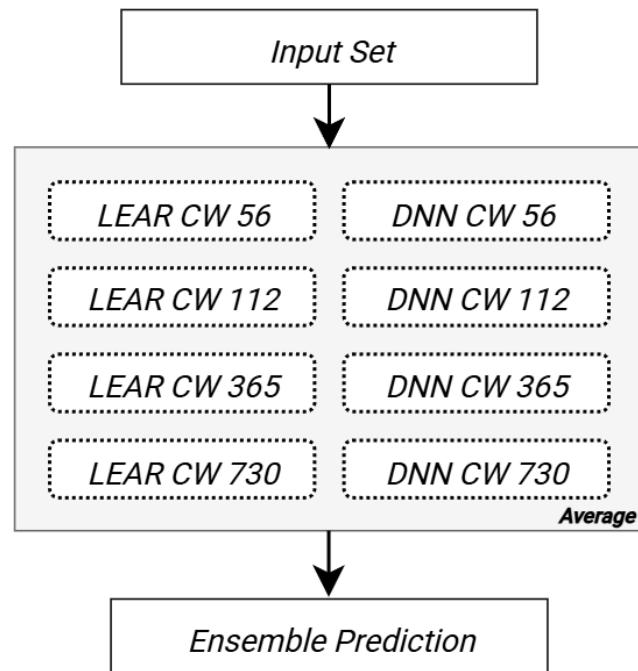 Input Set
LEAR CW 56 DNN CW 56
LEAR CW 112 DNN CW 112
LEAR CW 365 DNN CW 365
LEAR CW 730 DNN CW 730
Average
Ensemble Prediction